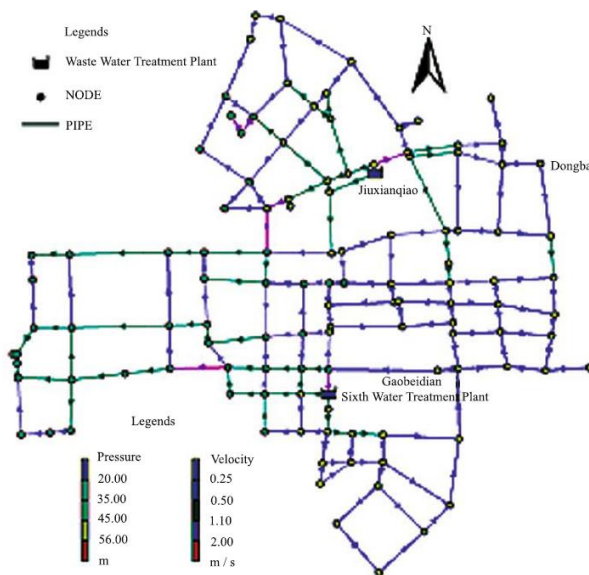 Legends
N
Waste Water Treatment Plant
NODE
PIPE
Dongba
Jiuxianqiao
Gaobeidian
Sixth Water Treatment Plant
Legends
Pressure
20.00
35.00
45.00
56.00
m
Velocity
0.25
0.50
1.10
2.00
m / s